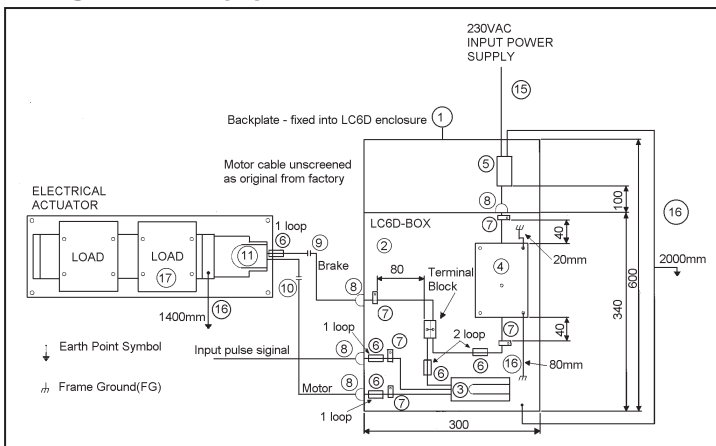 230VAC
INPUT POWER
SUPPLY
15
Backplate - fixed into LC6D enclosure 1
5
Motor cable unscreened
as original from factory
8
100
ELECTRICAL
ACTUATOR
7
16
LC6D-BOX
1 loop
6
9
2
40
20mm
LOAD
LOAD
17
11
Brake
80
Terminal
Block
4
2000mm
600
10
8
340
16
1400mm
7
7
40
1 loop
2 loop
Earth Point Symbol
8
6
7
16
80mm
Input pulse siginal
6
6
Frame Ground(FG)
8
6
3
Motor
7
1 loop
300